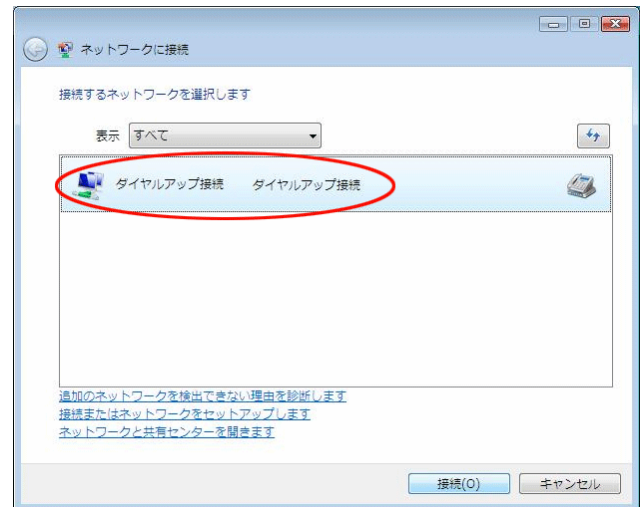 ネットワークに接続
接続するネットワークを選択します
表示 すべて
ダイヤルアップ接続 ダイヤルアップ接続
追加のネットワークを検出できない理由を診断します
接続またはネットワークをセットアップします
ネットワークと共有センターを開きます
接続(O) キャンセル